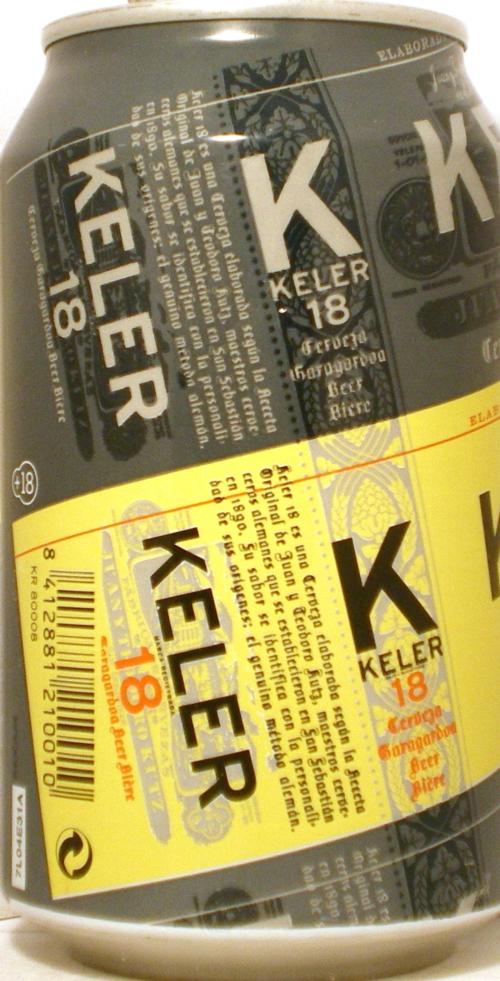 ELABORAD
KELER
18
Cerveza Garagardoa Beer Bière
Keler 18 es una Cerveza elaborada según la Receta
Original de Juan y Teodoro Kutz, maestros cerve-
ceros alemanes que se establecieron en San Sebastián
en 1890. Su sabor se identifica con la personali-
dad de sus orígenes: el genuino método alemán.
K
KELER
18
Cerveza
Garagardoa
Beer
Bière
K
+18
8 412881 210010
KR 80008
KELER
18
Garagardoa Beer Bière
Keler 18 es una Cerveza elaborada según la Receta
Original de Juan y Teodoro Kutz, maestros cerve-
ceros alemanes que se establecieron en San Sebastián
en 1890. Su sabor se identifica con la personali-
dad de sus orígenes: el genuino método alemán.
K
KELER
18
Cerveza
Garagardoa
Beer
Bière
ELAB
7L04E31A